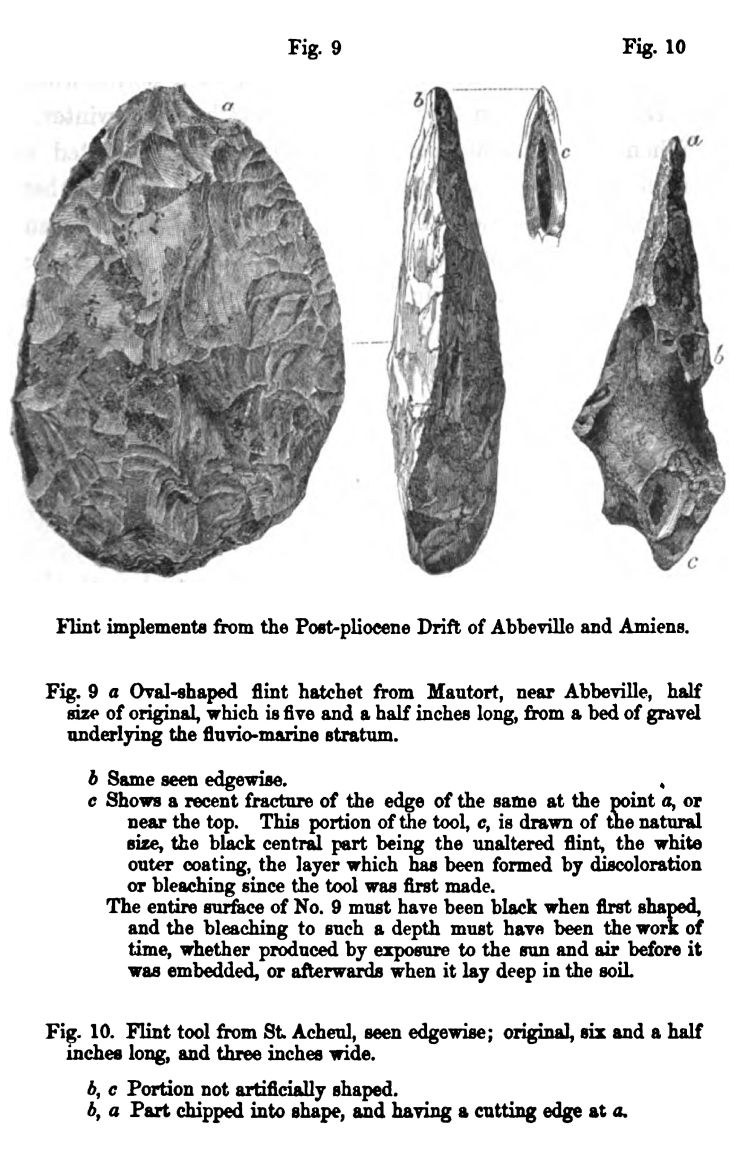 Fig. 9
Fig. 10
a
b
c
a
b
c
Flint implements from the Post-pliocene Drift of Abbeville and Amiens.
Fig. 9 a Oval-shaped flint hatchet from Mautort, near Abbeville, half
size of original, which is five and a half inches long, from a bed of gravel
underlying the fluvio-marine stratum.
b Same seen edgewise.
c Shows a recent fracture of the edge of the same at the point a, or
near the top. This portion of the tool, c, is drawn of the natural
size, the black central part being the unaltered flint, the white
outer coating, the layer which has been formed by discoloration
or bleaching since the tool was first made.
The entire surface of No. 9 must have been black when first shaped,
and the bleaching to such a depth must have been the work of
time, whether produced by exposure to the sun and air before it
was embedded, or afterwards when it lay deep in the soil.
Fig. 10. Flint tool from St. Acheul, seen edgewise; original, six and a half
inches long, and three inches wide.
b, c Portion not artificially shaped.
b, a Part chipped into shape, and having a cutting edge at a.